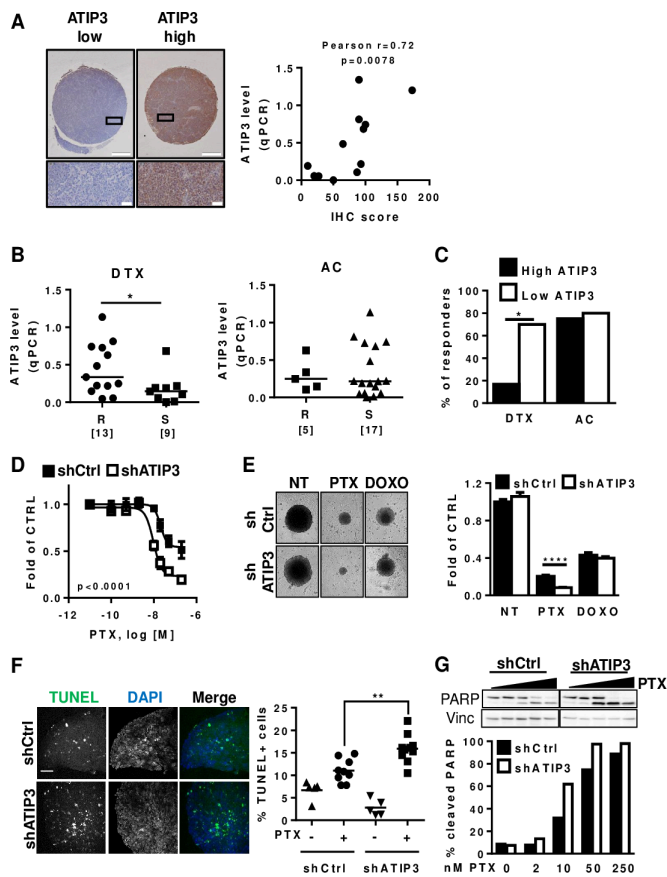 A
ATIP3 low
ATIP3 high
Pearson r=0.72
p=0.0078
ATIP3 level (qPCR)
1.5
1.0
0.5
0.0
0 50 100 150 200
IHC score
B
DTX
*
ATIP3 level (qPCR)
1.5
1.0
0.5
0.0
R S
[13] [9]
AC
ATIP3 level (qPCR)
1.5
1.0
0.5
0.0
R S
[5] [17]
C
High ATIP3
Low ATIP3
% of responders
100
80
60
40
20
0
*
DTX AC
D
shCtrl shATIP3
Fold of CTRL
1.0
0.5
0.0
p<0.0001
-12 -10 -8 -6
PTX, log [M]
E
NT PTX DOXO
sh Ctrl
sh ATIP3
shCtrl shATIP3
Fold of CTRL
1.2
0.8
0.4
0.0
****
NT PTX DOXO
F
TUNEL DAPI Merge
shCtrl
shATIP3
% TUNEL+ cells
25
20
15
10
5
0
**
PTX - + - +
shCtrl shATIP3
G
shCtrl shATIP3
PTX
PARP
Vinc
shCtrl
shATIP3
% cleaved PARP
100
80
60
40
20
0
nM PTX 0 2 10 50 250